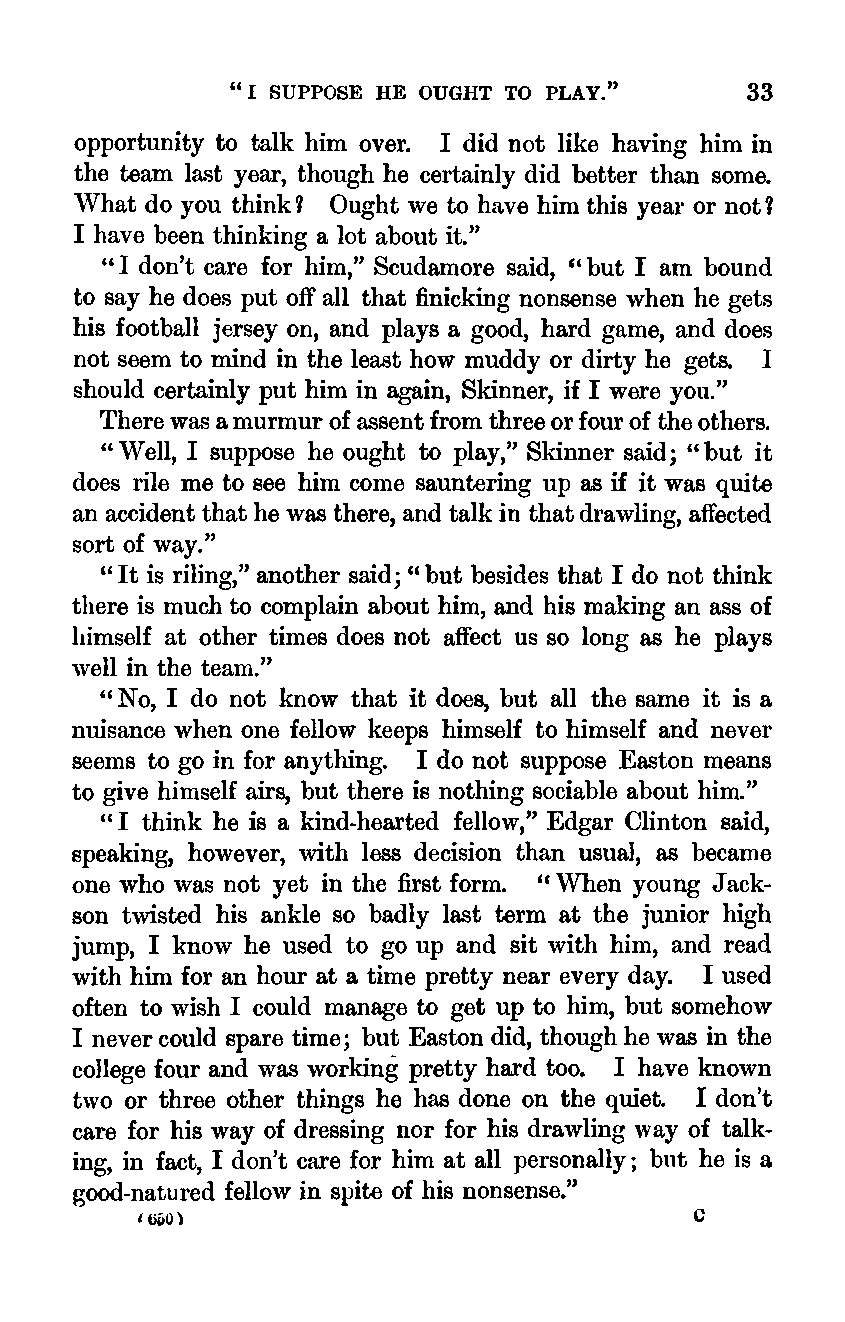 “I SUPPOSE HE OUGHT TO PLAY.” 33
opportunity to talk him over. I did not like having him in
the team last year, though he certainly did better than some.
What do you think? Ought we to have him this year or not?
I have been thinking a lot about it.”
“I don’t care for him,” Scudamore said, “but I am bound
to say he does put off all that finicking nonsense when he gets
his football jersey on, and plays a good, hard game, and does
not seem to mind in the least how muddy or dirty he gets. I
should certainly put him in again, Skinner, if I were you.”
There was a murmur of assent from three or four of the others.
“Well, I suppose he ought to play,” Skinner said; “but it
does rile me to see him come sauntering up as if it was quite
an accident that he was there, and talk in that drawling, affected
sort of way.”
“It is riling,” another said; “but besides that I do not think
there is much to complain about him, and his making an ass of
himself at other times does not affect us so long as he plays
well in the team.”
“No, I do not know that it does, but all the same it is a
nuisance when one fellow keeps himself to himself and never
seems to go in for anything. I do not suppose Easton means
to give himself airs, but there is nothing sociable about him.”
“I think he is a kind-hearted fellow,” Edgar Clinton said,
speaking, however, with less decision than usual, as became
one who was not yet in the first form. “When young Jack-
son twisted his ankle so badly last term at the junior high
jump, I know he used to go up and sit with him, and read
with him for an hour at a time pretty near every day. I used
often to wish I could manage to get up to him, but somehow
I never could spare time; but Easton did, though he was in the
college four and was working pretty hard too. I have known
two or three other things he has done on the quiet. I don’t
care for his way of dressing nor for his drawling way of talk-
ing, in fact, I don’t care for him at all personally; but he is a
good-natured fellow in spite of his nonsense.”
(650) C